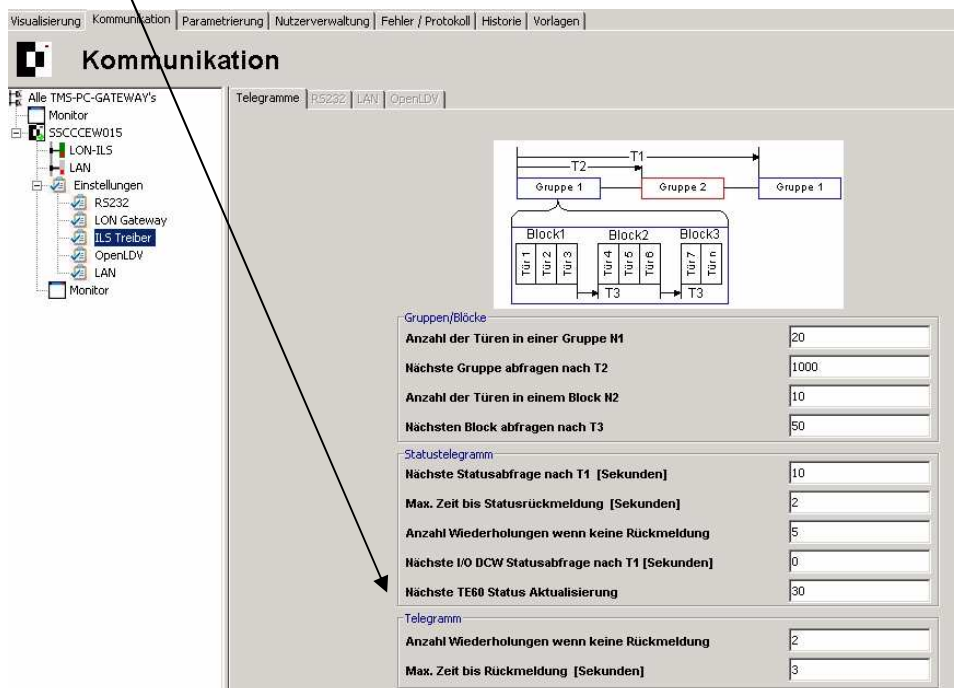 Visualisierung Kommunikation Parametrierung Nutzerverwaltung Fehler / Protokoll Historie Vorlagen
Kommunikation
Alle TMS-PC-GATEWAY's
Monitor
SSCCCEW015
LON-ILS
LAN
Einstellungen
RS232
LON Gateway
ILS Treiber
OpenLDV
LAN
Monitor
Telegramme RS232 LAN OpenLDV
T1
T2
Gruppe 1 Gruppe 2 Gruppe 1
Block1 Block2 Block3
Tür 1 Tür 2 Tür 3 Tür 4 Tür 5 Tür 6 Tür 7 Tür n
T3 T3
Gruppen/Blöcke
Anzahl der Türen in einer Gruppe N1 20
Nächste Gruppe abfragen nach T2 1000
Anzahl der Türen in einem Block N2 10
Nächsten Block abfragen nach T3 50
Statustelegramm
Nächste Statusabfrage nach T1 [Sekunden] 10
Max. Zeit bis Statusrückmeldung [Sekunden] 2
Anzahl Wiederholungen wenn keine Rückmeldung 5
Nächste I/O DCW Statusabfrage nach T1 [Sekunden] 0
Nächste TE60 Status Aktualisierung 30
Telegramm
Anzahl Wiederholungen wenn keine Rückmeldung 2
Max. Zeit bis Rückmeldung [Sekunden] 3